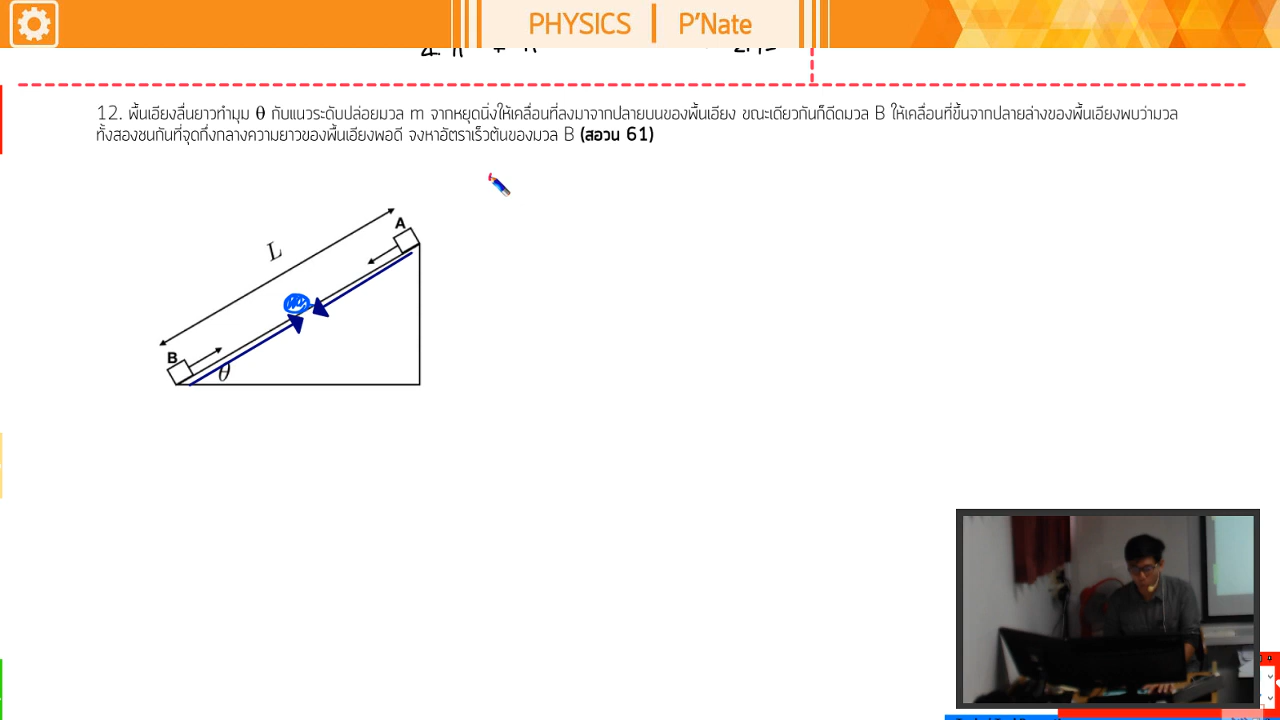 PHYSICS | P'Nate
12. พื้นเอียงลื่นยาวทำมุม θ กับแนวระดับปล่อยมวล m จากหยุดนิ่งให้เคลื่อนที่ลงมาจากปลายบนของพื้นเอียง ขณะเดียวกันก็ดีดมวล B ให้เคลื่อนที่ขึ้นจากปลายล่างของพื้นเอียงพบว่ามวล
ทั้งสองชนกันที่จุดกึ่งกลางความยาวของพื้นเอียงพอดี จงหาอัตราเร็วต้นของมวล B (สอวน 61)
A
L
B
θ